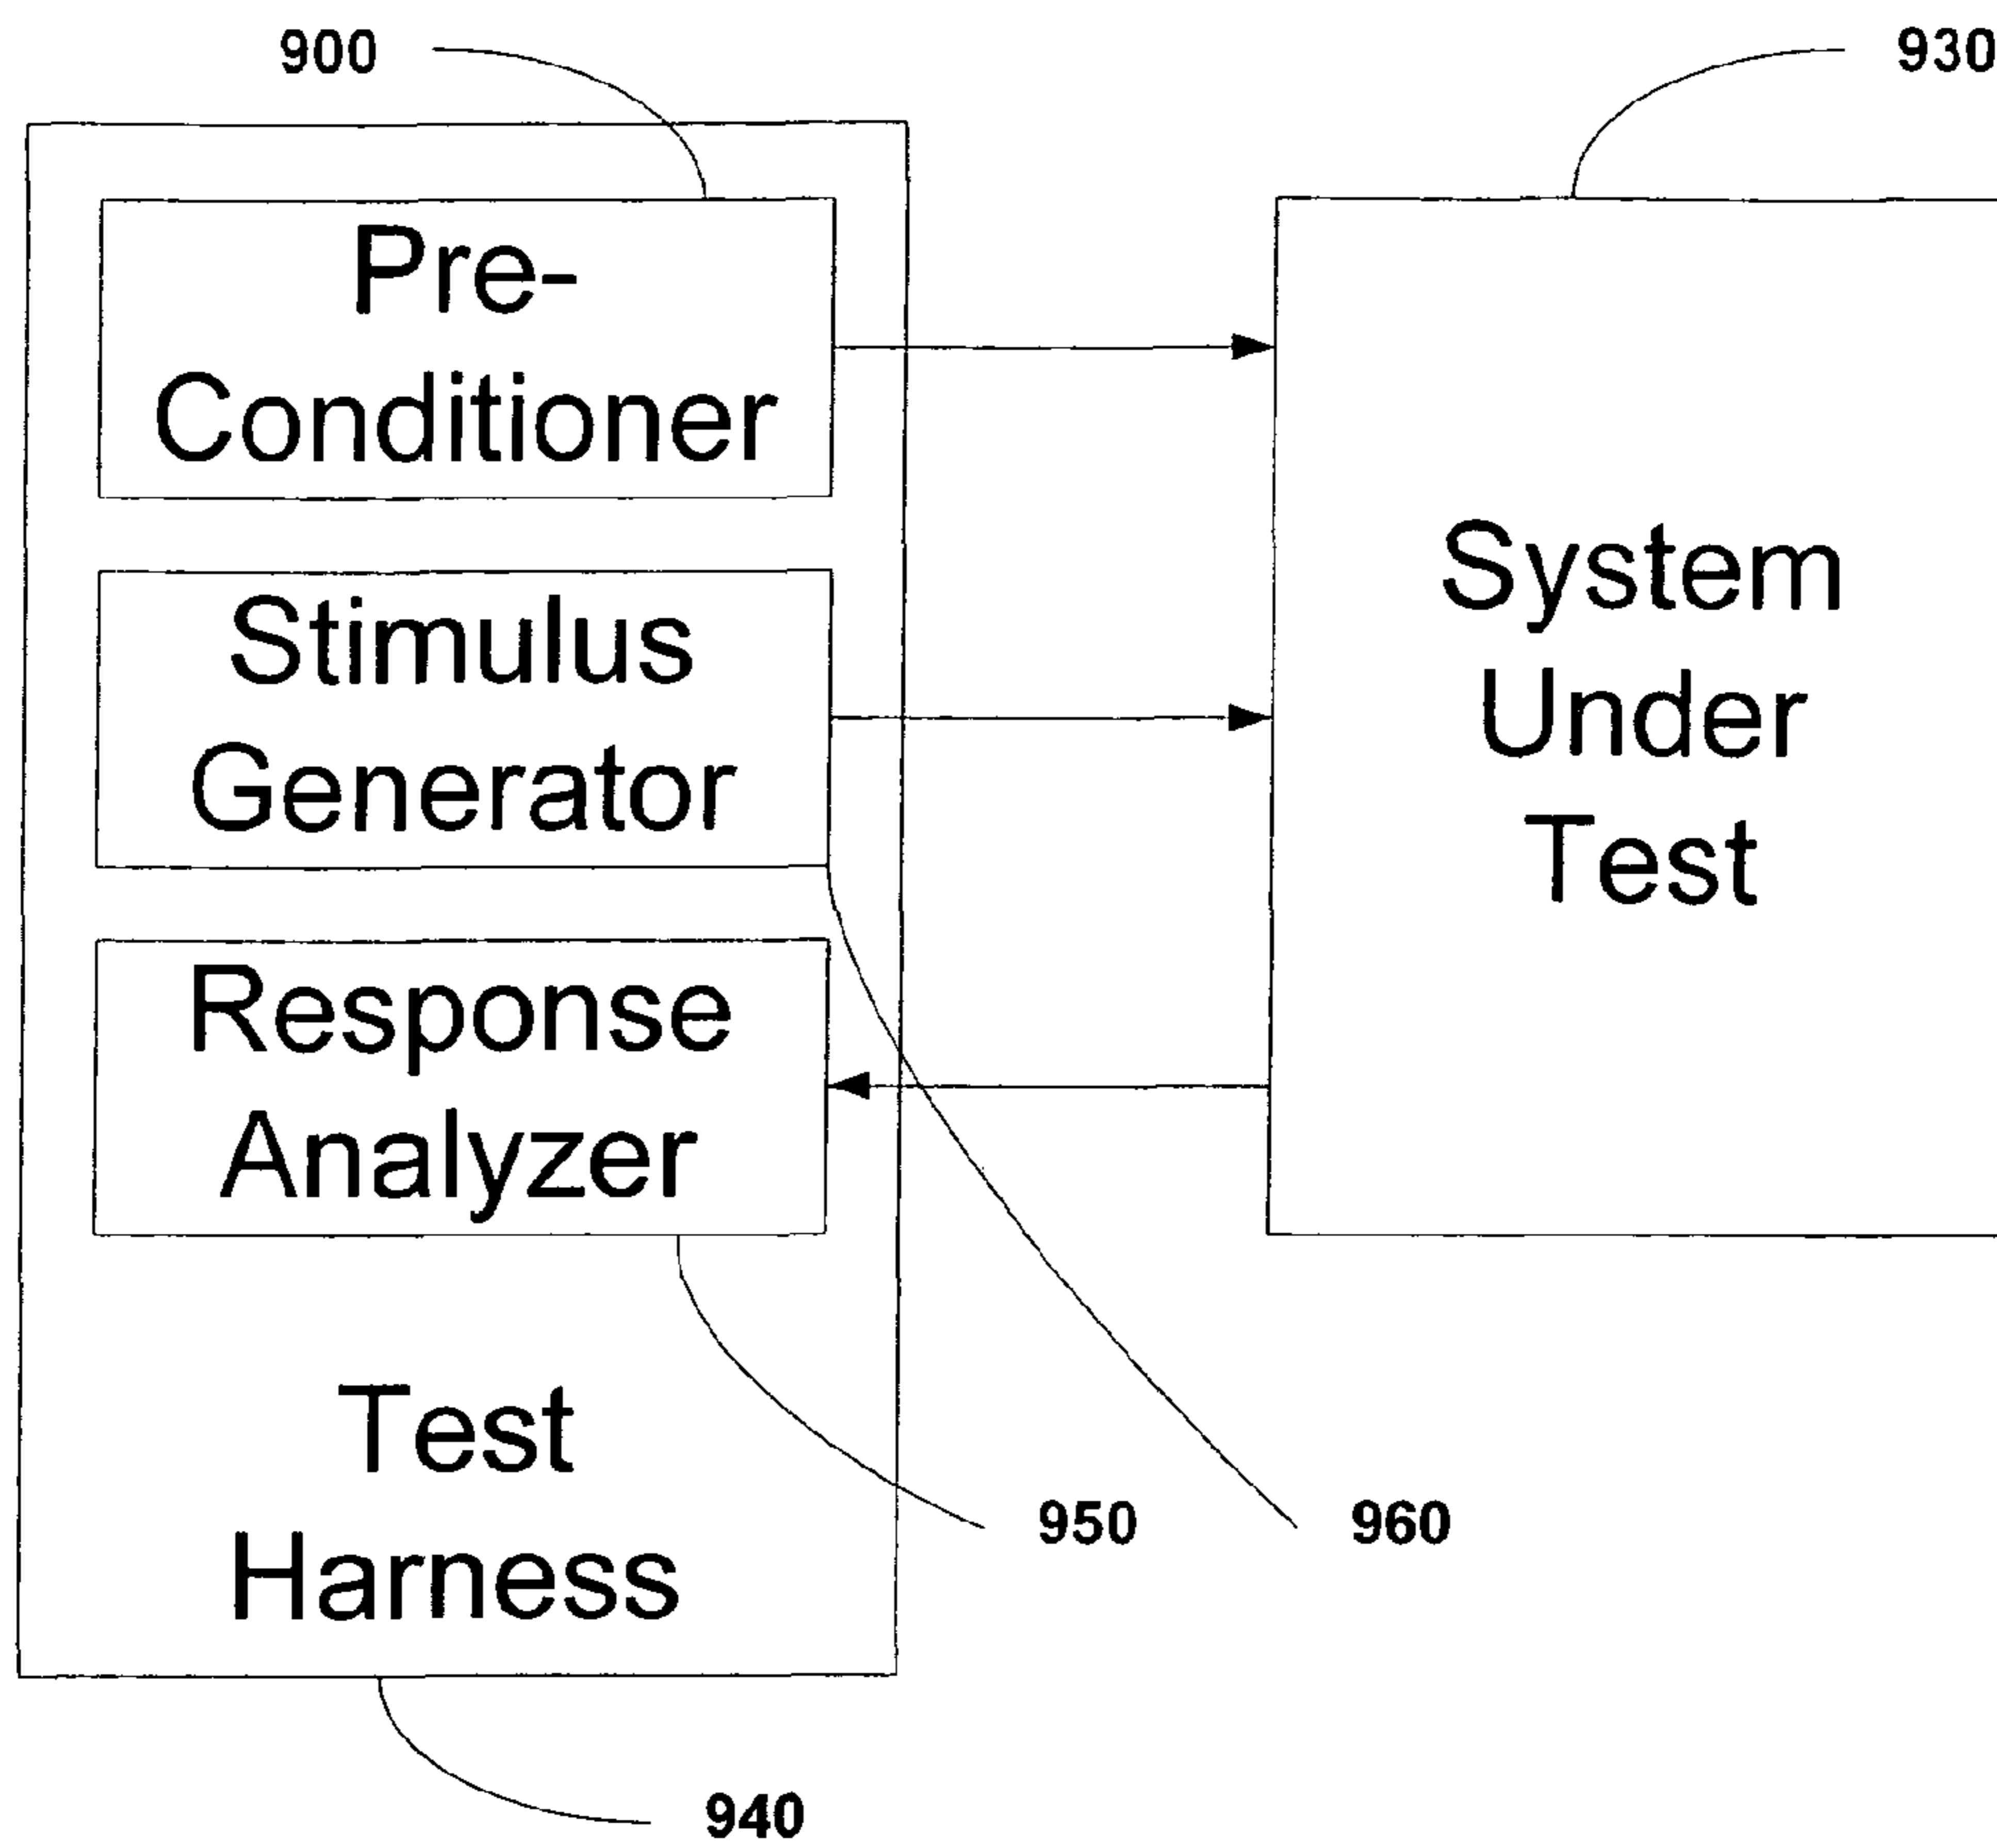 900
930
Pre-
Conditioner
Stimulus
Generator
Response
Analyzer
Test
Harness
System
Under
Test
950
960
940